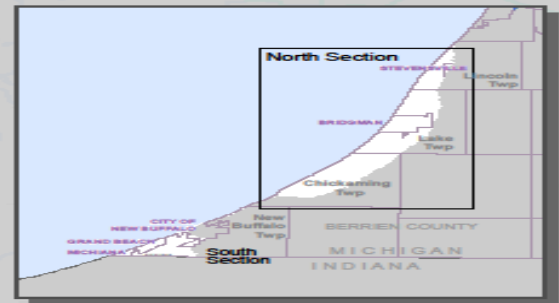 North Section
STEVENSVILLE
Lincoln
Twp
BRIDGMAN
Lake
Twp
Chickaming
Twp
CITY OF
NEW BUFFALO
New
Buffalo
Twp
BERRIEN COUNTY
GRAND BEACH
MICHIANA
South
Section
MICHIGAN
INDIANA